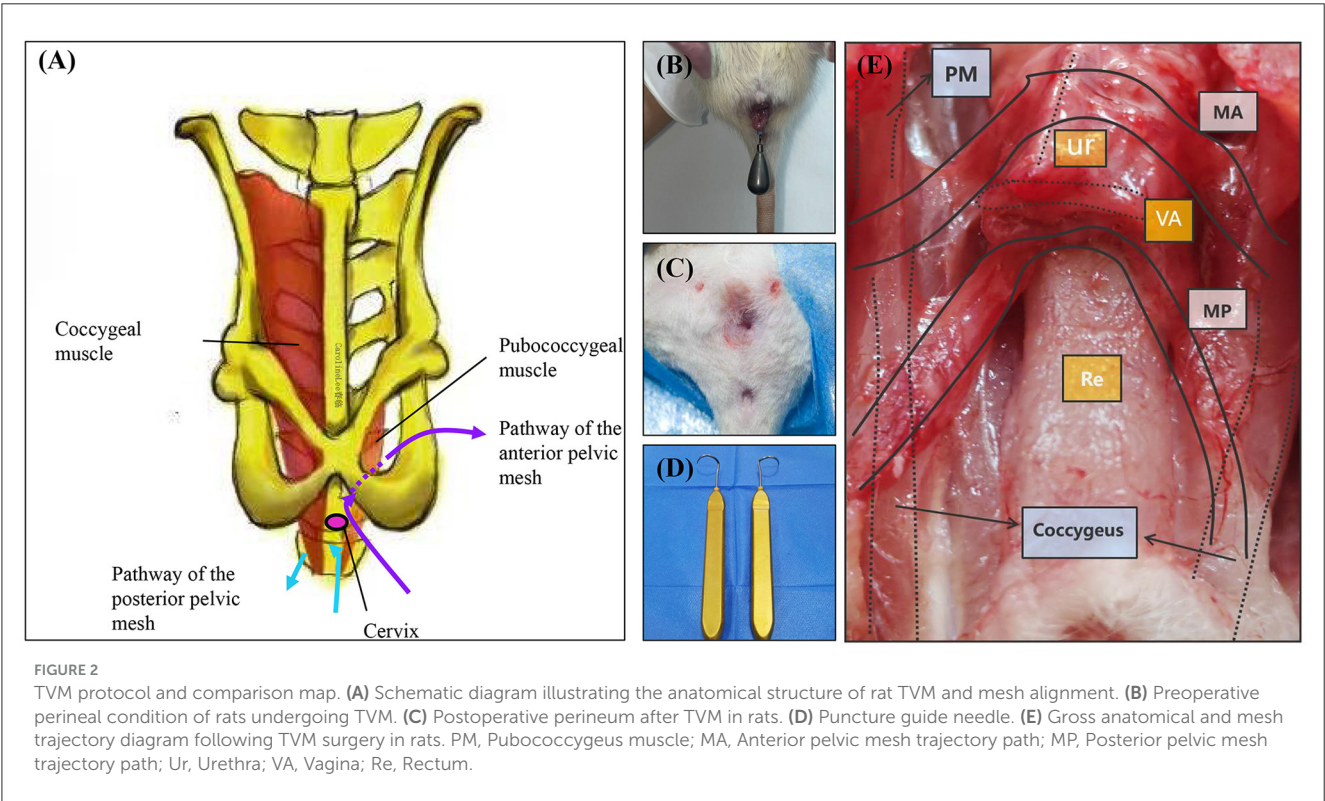 (A)
Coccygeal
muscle
Pubococcygeal
muscle
Pathway of the
anterior pelvic
mesh
Pathway of the
posterior pelvic
mesh
Cervix
(B)
(C)
(D)
(E)
PM
MA
ur
VA
MP
Re
Coccygeus
FIGURE 2
TVM protocol and comparison map. (A) Schematic diagram illustrating the anatomical structure of rat TVM and mesh alignment. (B) Preoperative
perineal condition of rats undergoing TVM. (C) Postoperative perineum after TVM in rats. (D) Puncture guide needle. (E) Gross anatomical and mesh
trajectory diagram following TVM surgery in rats. PM, Pubococcygeus muscle; MA, Anterior pelvic mesh trajectory path; MP, Posterior pelvic mesh
trajectory path; Ur, Urethra; VA, Vagina; Re, Rectum.